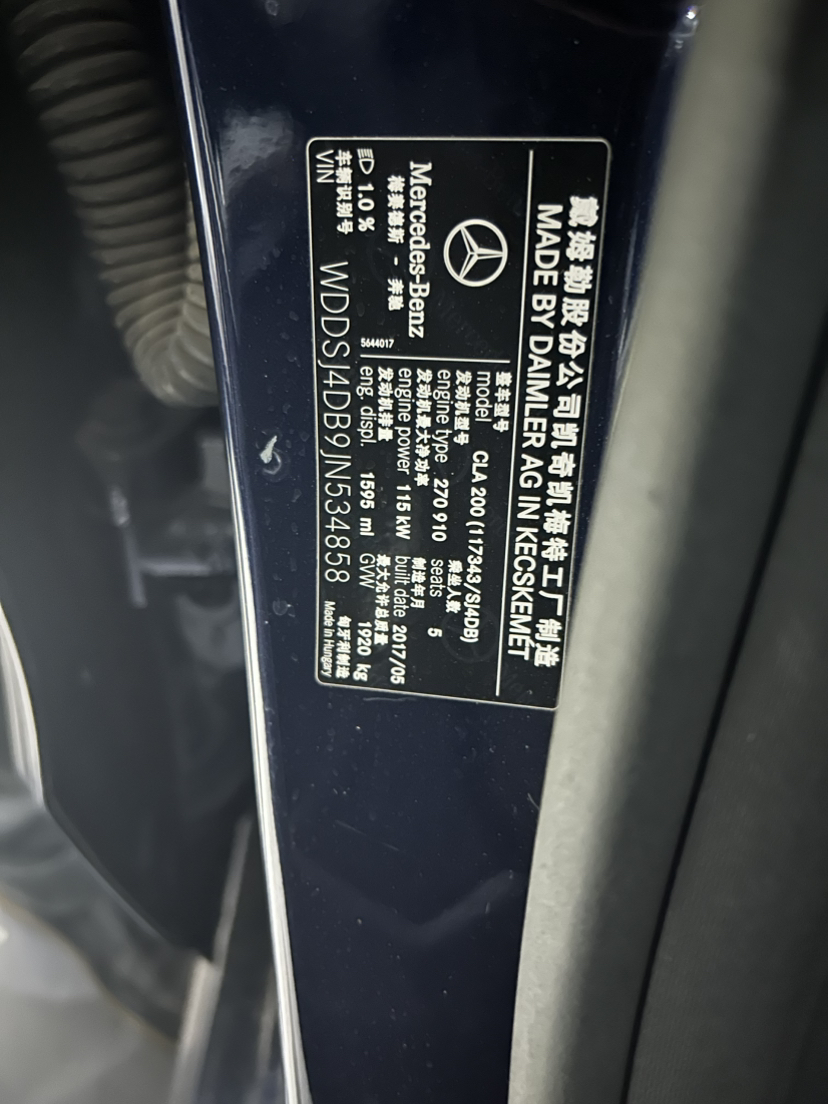 戴姆勒股份公司凯奇凯梅特工厂制造
MADE BY DAIMLER AG IN KECSKEMET
Mercedes-Benz
梅赛德斯 - 奔驰
1.0 %
5644017
整车型号
model CLA 200 (117343/SJ4DB)
发动机型号 乘坐人数
engine type 270 910 seats 5
发动机最大净功率 制造年月
engine power 115 kW built date 2017/05
发动机排量 最大允许总质量
eng. displ. 1595 ml GVW 1920 kg
车辆识别号 匈牙利制造
VIN WDDSJ4DB9JN534858 Made in Hungary